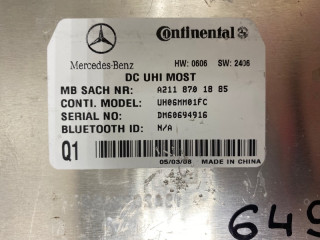 Continental
Mercedes-Benz HW: 0606 SW: 2406
DC UHI MOST
MB SACH NR: A211 870 18 85
CONTI. MODEL: UH06MM01FC
SERIAL NO: DM60694916
BLUETOOTH ID: N/A
Q1
05/03/08 MADE IN CHINA
649